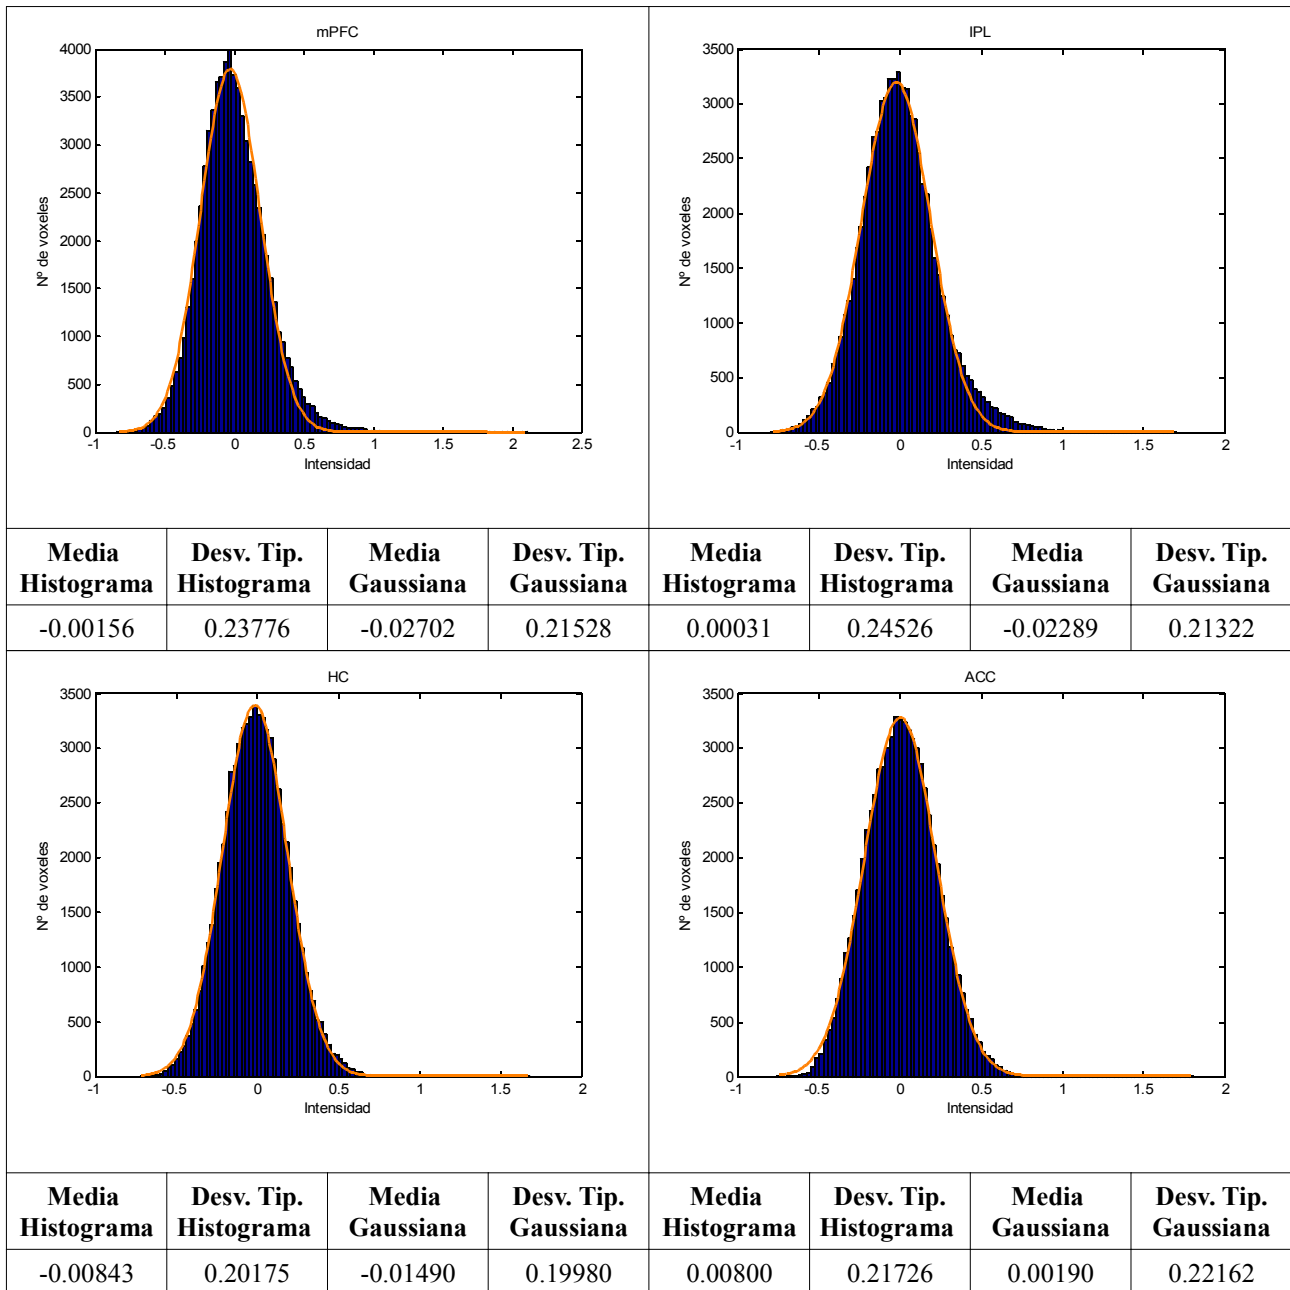 mPFC
4000
3500
3000
2500
2000
1500
1000
500
0
-1 -0.5 0 0.5 1 1.5 2 2.5
Intensidad
Nº de voxeles
IPL
3500
3000
2500
2000
1500
1000
500
0
-1 -0.5 0 0.5 1 1.5 2
Intensidad
Nº de voxeles
Media Desv. Tip. Media Desv. Tip. Media Desv. Tip. Media Desv. Tip.
Histograma Histograma Gaussiana Gaussiana Histograma Histograma Gaussiana Gaussiana
-0.00156 0.23776 -0.02702 0.21528 0.00031 0.24526 -0.02289 0.21322
HC
3500
3000
2500
2000
1500
1000
500
0
-1 -0.5 0 0.5 1 1.5 2
Intensidad
Nº de voxeles
ACC
3500
3000
2500
2000
1500
1000
500
0
-1 -0.5 0 0.5 1 1.5 2
Intensidad
Nº de voxeles
Media Desv. Tip. Media Desv. Tip. Media Desv. Tip. Media Desv. Tip.
Histograma Histograma Gaussiana Gaussiana Histograma Histograma Gaussiana Gaussiana
-0.00843 0.20175 -0.01490 0.19980 0.00800 0.21726 0.00190 0.22162